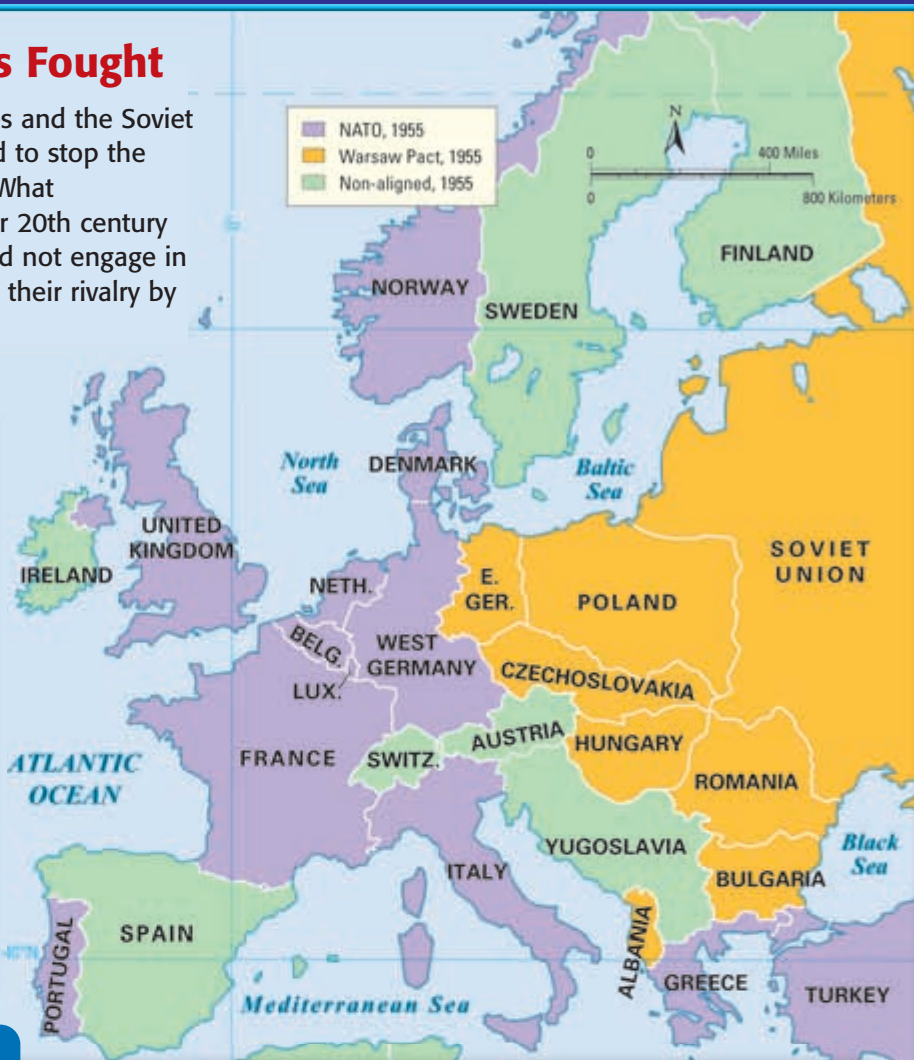 s Fought
s and the Soviet
d to stop the
What
r 20th century
d not engage in
their rivalry by
NATO, 1955
Warsaw Pact, 1955
Non-aligned, 1955
N
0 400 Miles
0 800 Kilometers
FINLAND
NORWAY
SWEDEN
North
Sea
DENMARK
Baltic
Sea
UNITED
KINGDOM
IRELAND
NETH.
E.
GER.
POLAND
SOVIET
UNION
BELG.
WEST
GERMANY
LUX.
CZECHOSLOVAKIA
ATLANTIC
OCEAN
FRANCE
SWITZ.
AUSTRIA
HUNGARY
ROMANIA
YUGOSLAVIA
Black
Sea
ITALY
BULGARIA
PORTUGAL
SPAIN
40°N
ALBANIA
GREECE
TURKEY
Mediterranean Sea